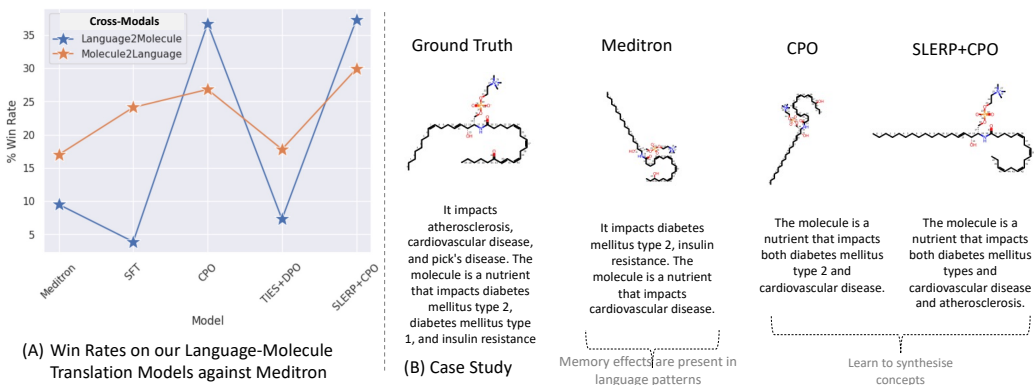 Cross-Modals
Language2Molecule
Molecule2Language
% Win Rate
35
30
25
20
15
10
5
Meditron
SFT
CPO
TIES+DPO
SLERP+CPO
Model
(A) Win Rates on our Language-Molecule
Translation Models against Meditron
Ground Truth
It impacts
atherosclerosis,
cardiovascular disease,
and pick's disease. The
molecule is a nutrient
that impacts diabetes
mellitus type 2,
diabetes mellitus type
1, and insulin resistance
Meditron
It impacts diabetes
mellitus type 2, insulin
resistance. The
molecule is a nutrient
that impacts
cardiovascular disease.
CPO
The molecule is a
nutrient that impacts
both diabetes mellitus
type 2 and
cardiovascular disease.
SLERP+CPO
The molecule is a
nutrient that impacts
both diabetes mellitus
types and
cardiovascular disease
and atherosclerosis.
(B) Case Study
Memory effects are present in
language patterns
Learn to synthesise
concepts